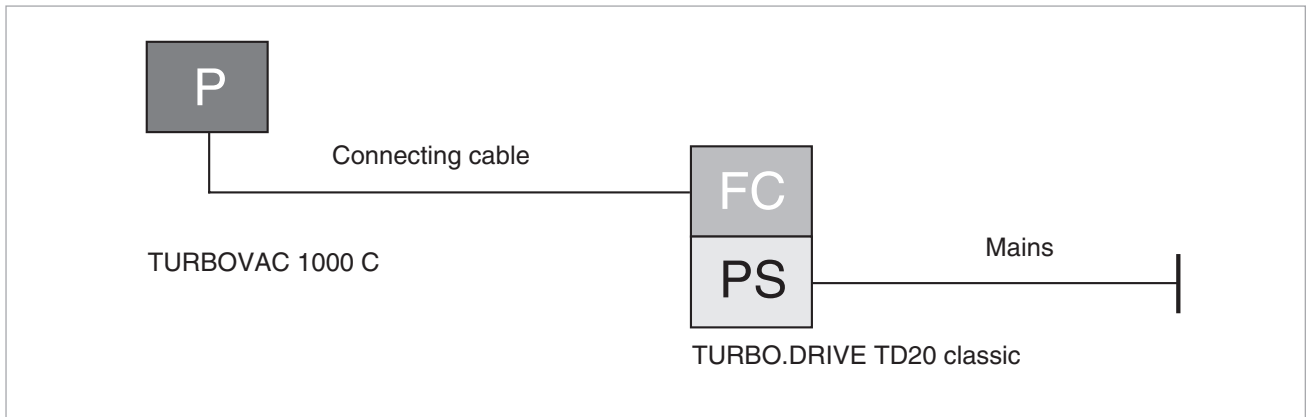 P
Connecting cable
FC
TURBOVAC 1000 C
Mains
PS
TURBO.DRIVE TD20 classic